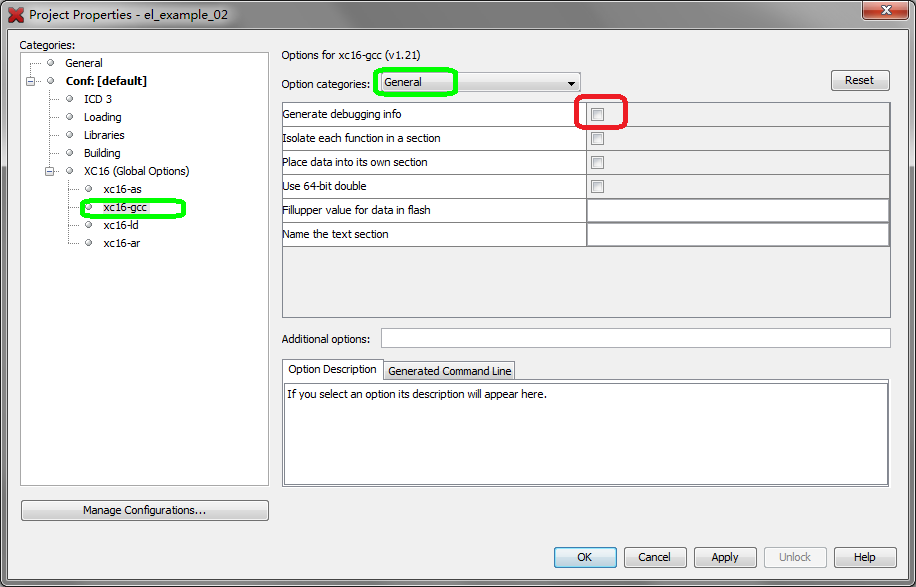 Project Properties - el_example_02
Categories:
General
Conf: [default]
ICD 3
Loading
Libraries
Building
XC16 (Global Options)
xc16-as
xc16-gcc
xc16-ld
xc16-ar
Manage Configurations...
Options for xc16-gcc (v1.21)
Option categories: General
Reset
Generate debugging info
Isolate each function in a section
Place data into its own section
Use 64-bit double
Fillupper value for data in flash
Name the text section
Additional options:
Option Description Generated Command Line
If you select an option its description will appear here.
OK Cancel Apply Unlock Help